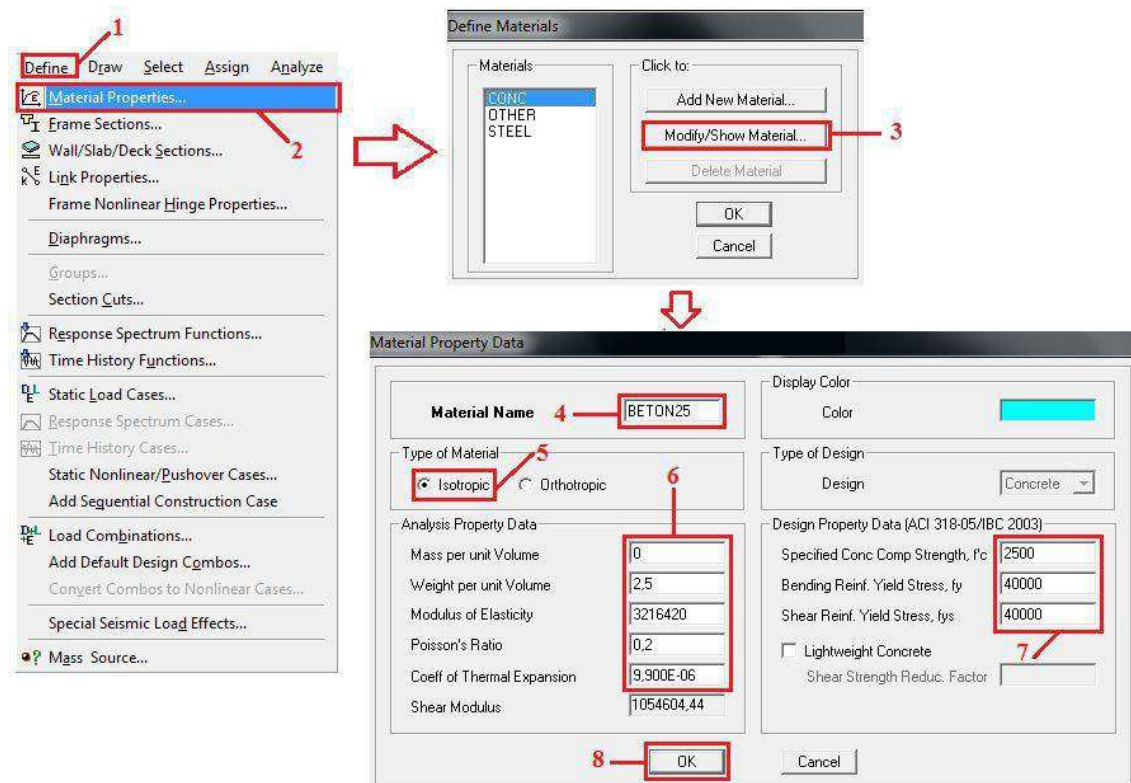 1
Define Draw Select Assign Analyze
Material Properties...
2
Frame Sections...
Wall/Slab/Deck Sections...
Link Properties...
Frame Nonlinear Hinge Properties...
Diaphragms...
Groups...
Section Cuts...
Response Spectrum Functions...
Time History Functions...
Static Load Cases...
Response Spectrum Cases...
Time History Cases...
Static Nonlinear/Pushover Cases...
Add Sequential Construction Case
Load Combinations...
Add Default Design Combos...
Convert Combos to Nonlinear Cases...
Special Seismic Load Effects...
Mass Source...
Define Materials
Materials
CONC
OTHER
STEEL
Click to:
Add New Material...
Modify/Show Material...
3
Delete Material
OK
Cancel
Material Property Data
Material Name 4 BETON25
Display Color
Color
Type of Material
5
Isotropic Orthotropic
6
Type of Design
Design Concrete
Analysis Property Data
Mass per unit Volume 0
Weight per unit Volume 2,5
Modulus of Elasticity 3216420
Poisson's Ratio 0,2
Coeff of Thermal Expansion 9,900E-06
Shear Modulus 1054604,44
Design Property Data (ACI 318-05/IBC 2003)
Specified Conc Comp Strength, f'c 2500
Bending Reinf. Yield Stress, fy 40000
Shear Reinf. Yield Stress, fys 40000
Lightweight Concrete
7
Shear Strength Reduc. Factor
8
OK
Cancel